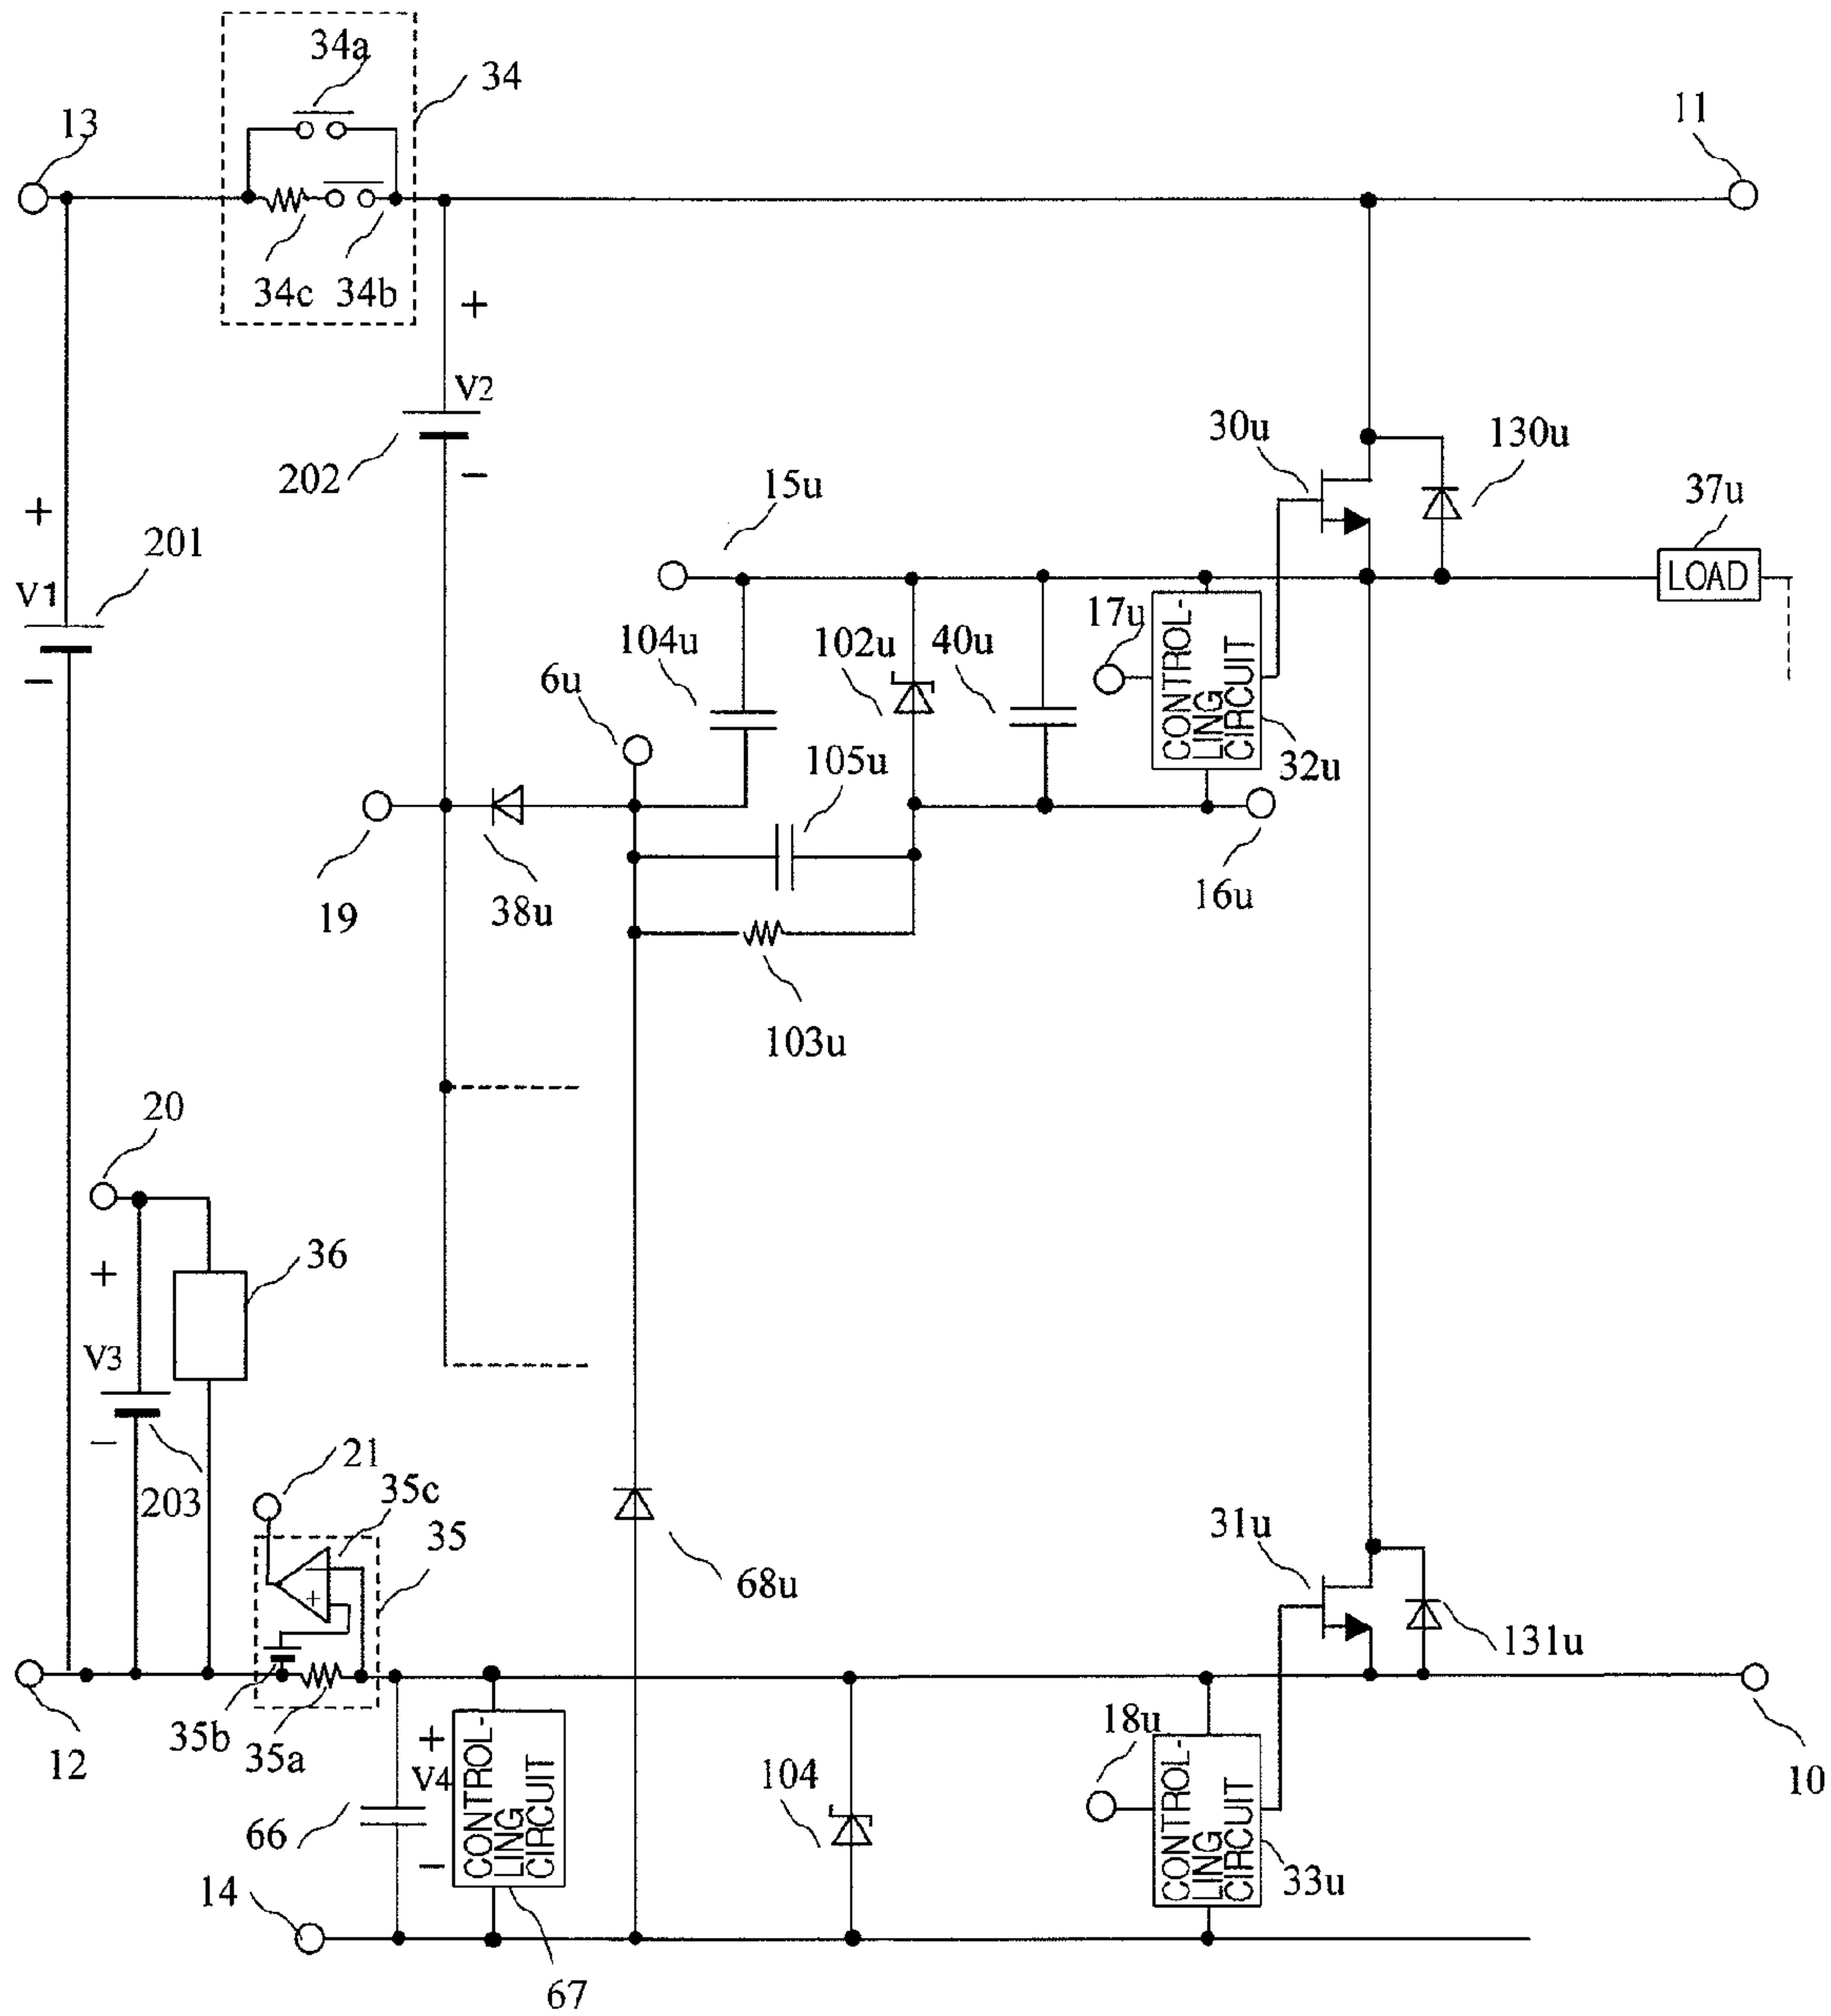 34a
34
13
11
34c
34b
+
V2
30u
130u
202
−
15u
37u
+
201
LOAD
V1
17u
104u
102u
40u
CONTROL-
LING
CIRCUIT
−
6u
105u
32u
19
38u
16u
103u
20
36
+
V3
−
21
203
35c
35
31u
+
68u
131u
18u
35b
35a
12
+
V4
−
CONTROL-
LING
CIRCUIT
104
CONTROL-
LING
CIRCUIT
10
66
33u
14
67